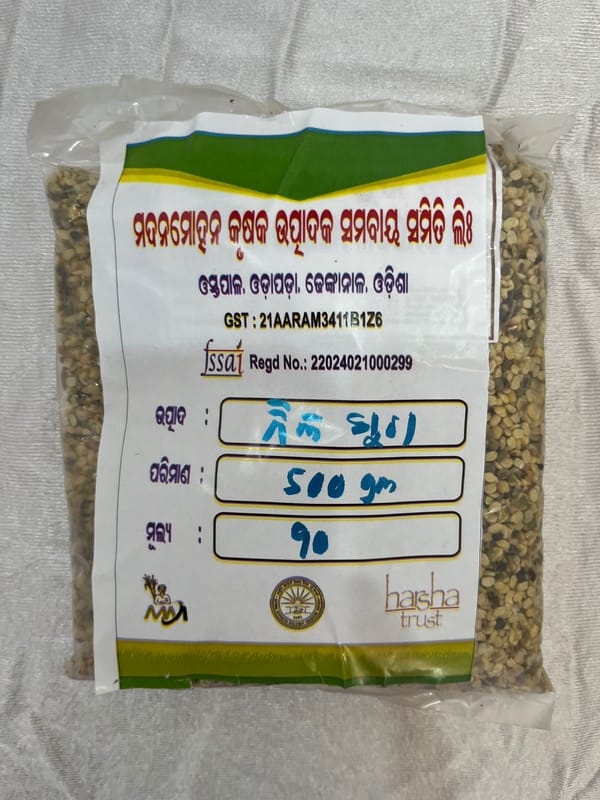 ମଦନମୋହନ କୃଷକ ଉତ୍ପାଦକ ସମବାୟ ସମିତି ଲିଃ
ଓସ୍ତପାଳ, ଓଡ଼ାପଡ଼ା, ଢେଙ୍କାନାଳ, ଓଡ଼ିଶା
GST : 21AARAM3411B1Z6
fssai Regd No.: 22024021000299
ଉତ୍ପାଦ :
ପରିମାଣ : 500 gm
ମୂଲ୍ୟ : ୨୦
harsha
trust